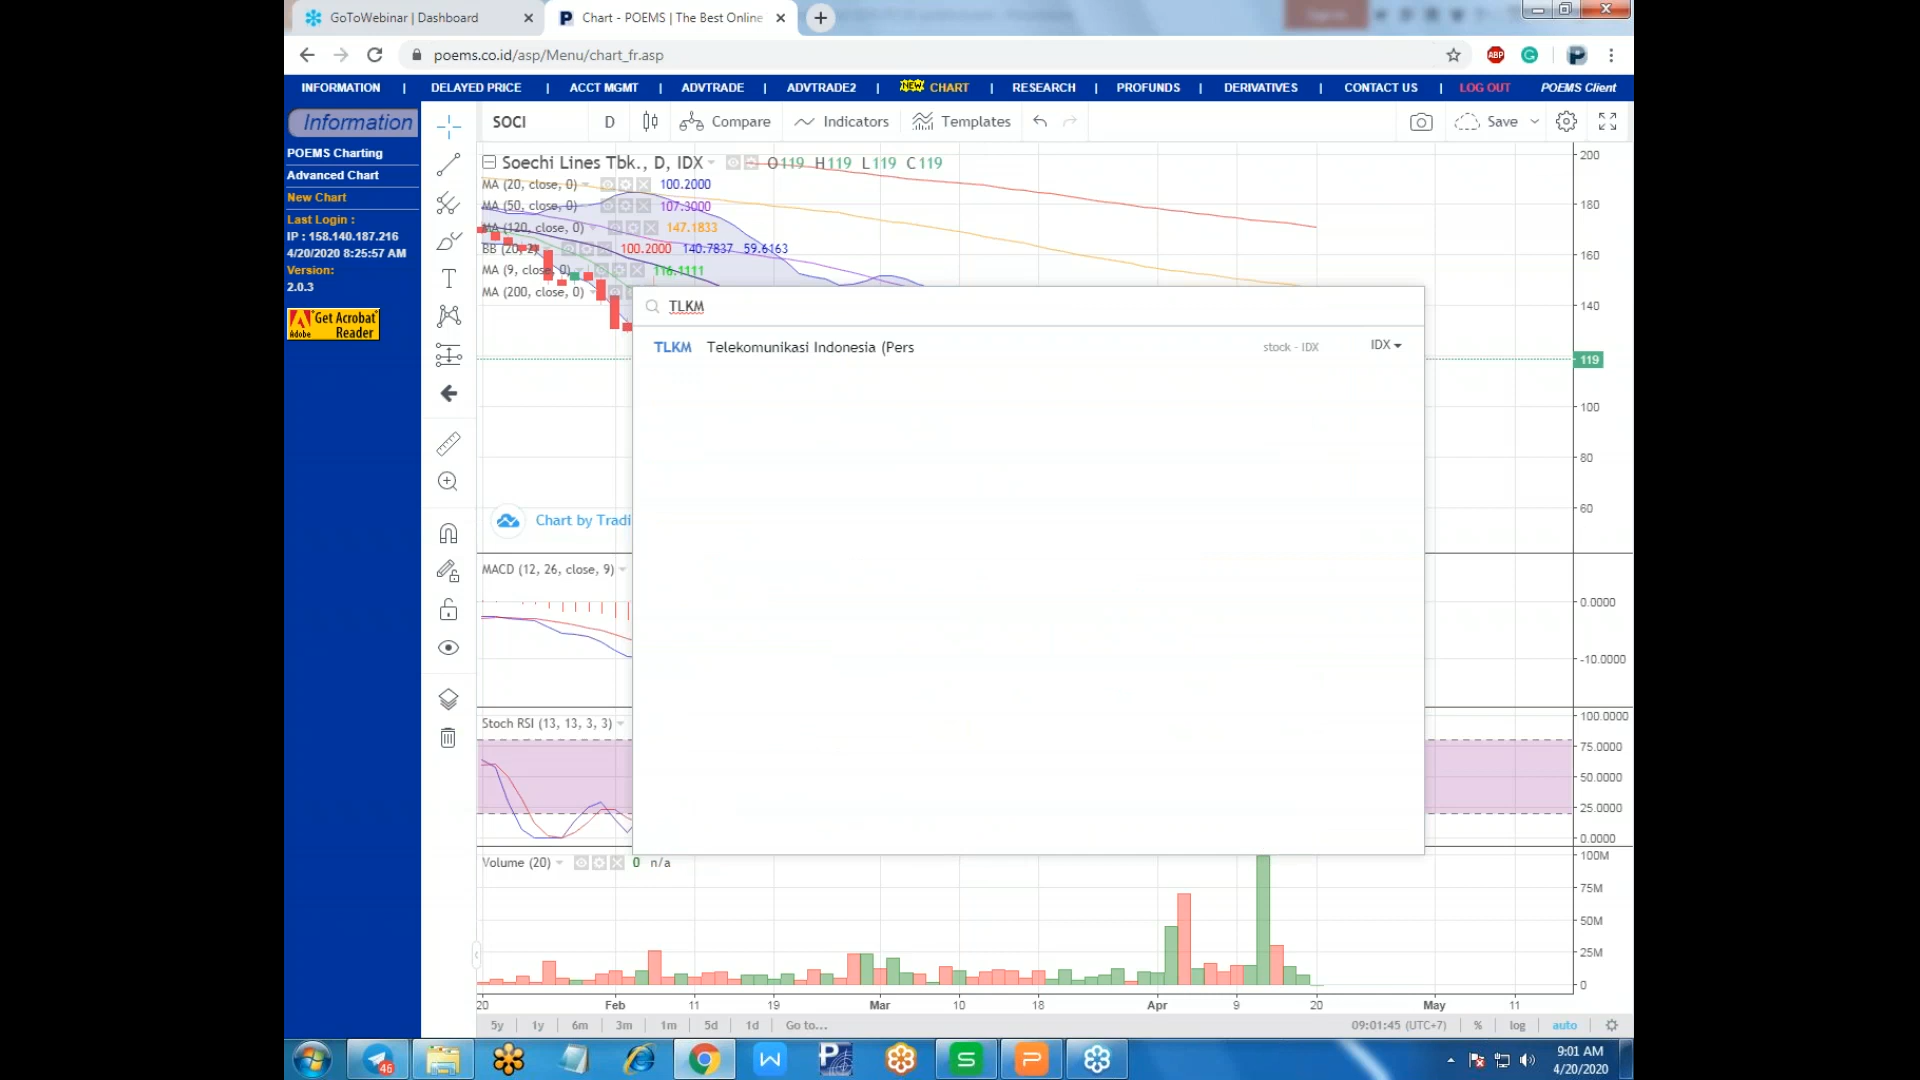 GoToWebinar | Dashboard
Chart - POEMS | The Best Online
poems.co.id/asp/Menu/chart_fr.asp
ABP
INFORMATION | DELAYED PRICE | ACCT MGMT | ADVTRADE | ADVTRADE2 | NEW CHART | RESEARCH | PROFUNDS | DERIVATIVES | CONTACT US | LOG OUT POEMS Client
Information
POEMS Charting
Advanced Chart
New Chart
Last Login :
IP : 158.140.187.216
4/20/2020 8:25:57 AM
Version:
2.0.3
Get Acrobat
Adobe Reader
SOCI D Compare Indicators Templates Save
Soechi Lines Tbk., D, IDX O119 H119 L119 C119
MA (20, close, 0) 100.2000
MA (50, close, 0) 107.3000
MA (120, close, 0) 147.1833
BB (20, 2) 100.2000 140.7837 59.6163
MA (9, close, 0) 116.1111
MA (200, close, 0)
TLKM
TLKM Telekomunikasi Indonesia (Pers stock - IDX IDX
200
180
160
140
119
100
80
60
Chart by Tradi
MACD (12, 26, close, 9)
0.0000
-10.0000
Stoch RSI (13, 13, 3, 3)
100.0000
75.0000
50.0000
25.0000
0.0000
Volume (20) 0 n/a
100M
75M
50M
25M
0
20 Feb 11 19 Mar 10 18 Apr 9 20 May 11
5y 1y 6m 3m 1m 5d 1d Go to... 09:01:45 (UTC+7) % log auto
46
9:01 AM
4/20/2020